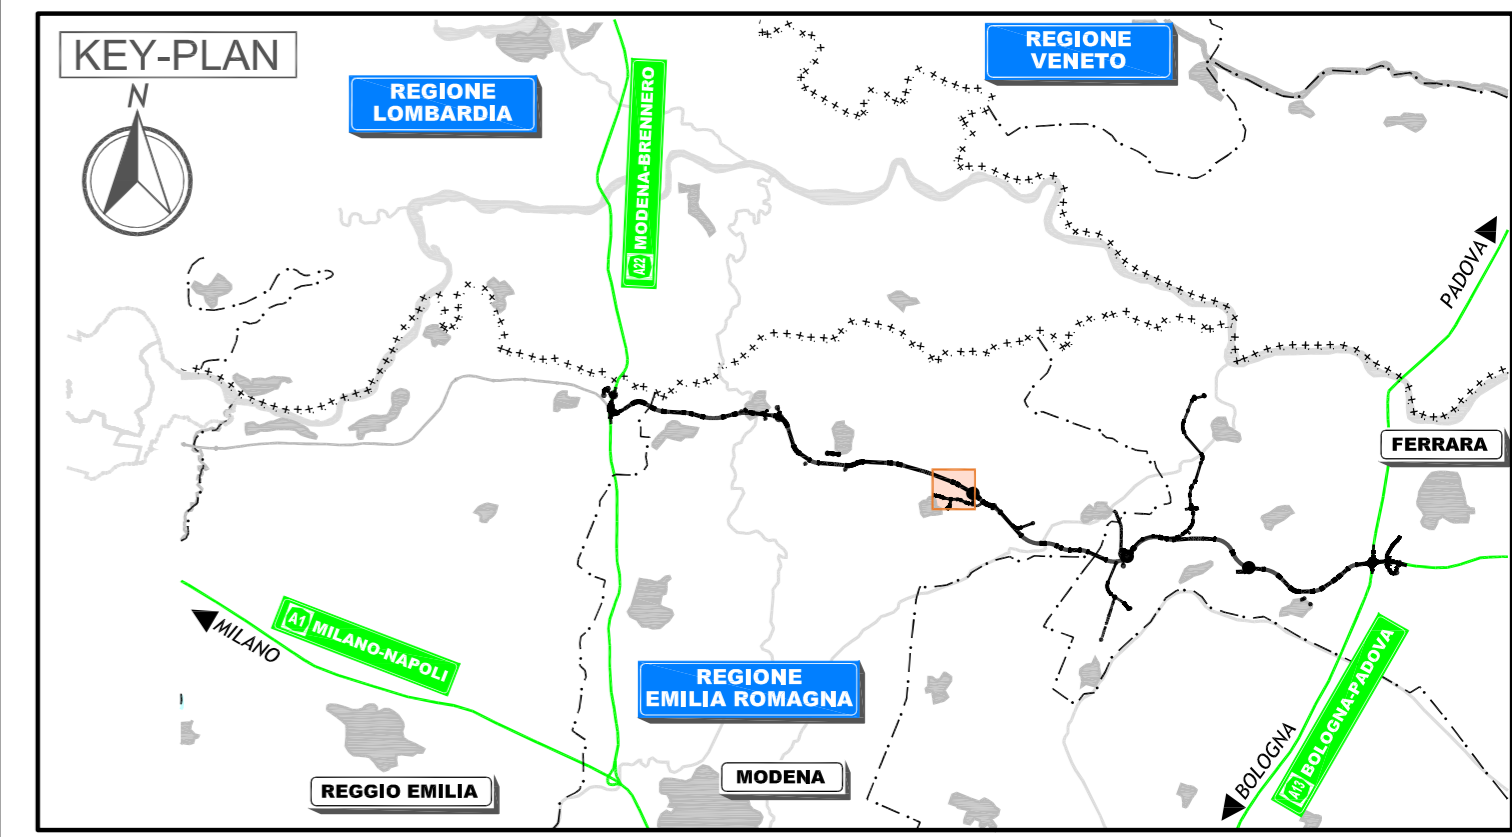 KEY-PLAN
N
REGIONE
LOMBARDIA
REGIONE
VENETO
A22 MODENA-BRENNERO
PADOVA
FERRARA
A1 MILANO-NAPOLI
MILANO
REGIONE
EMILIA ROMAGNA
REGGIO EMILIA
MODENA
BOLOGNA
A13 BOLOGNA-PADOVA